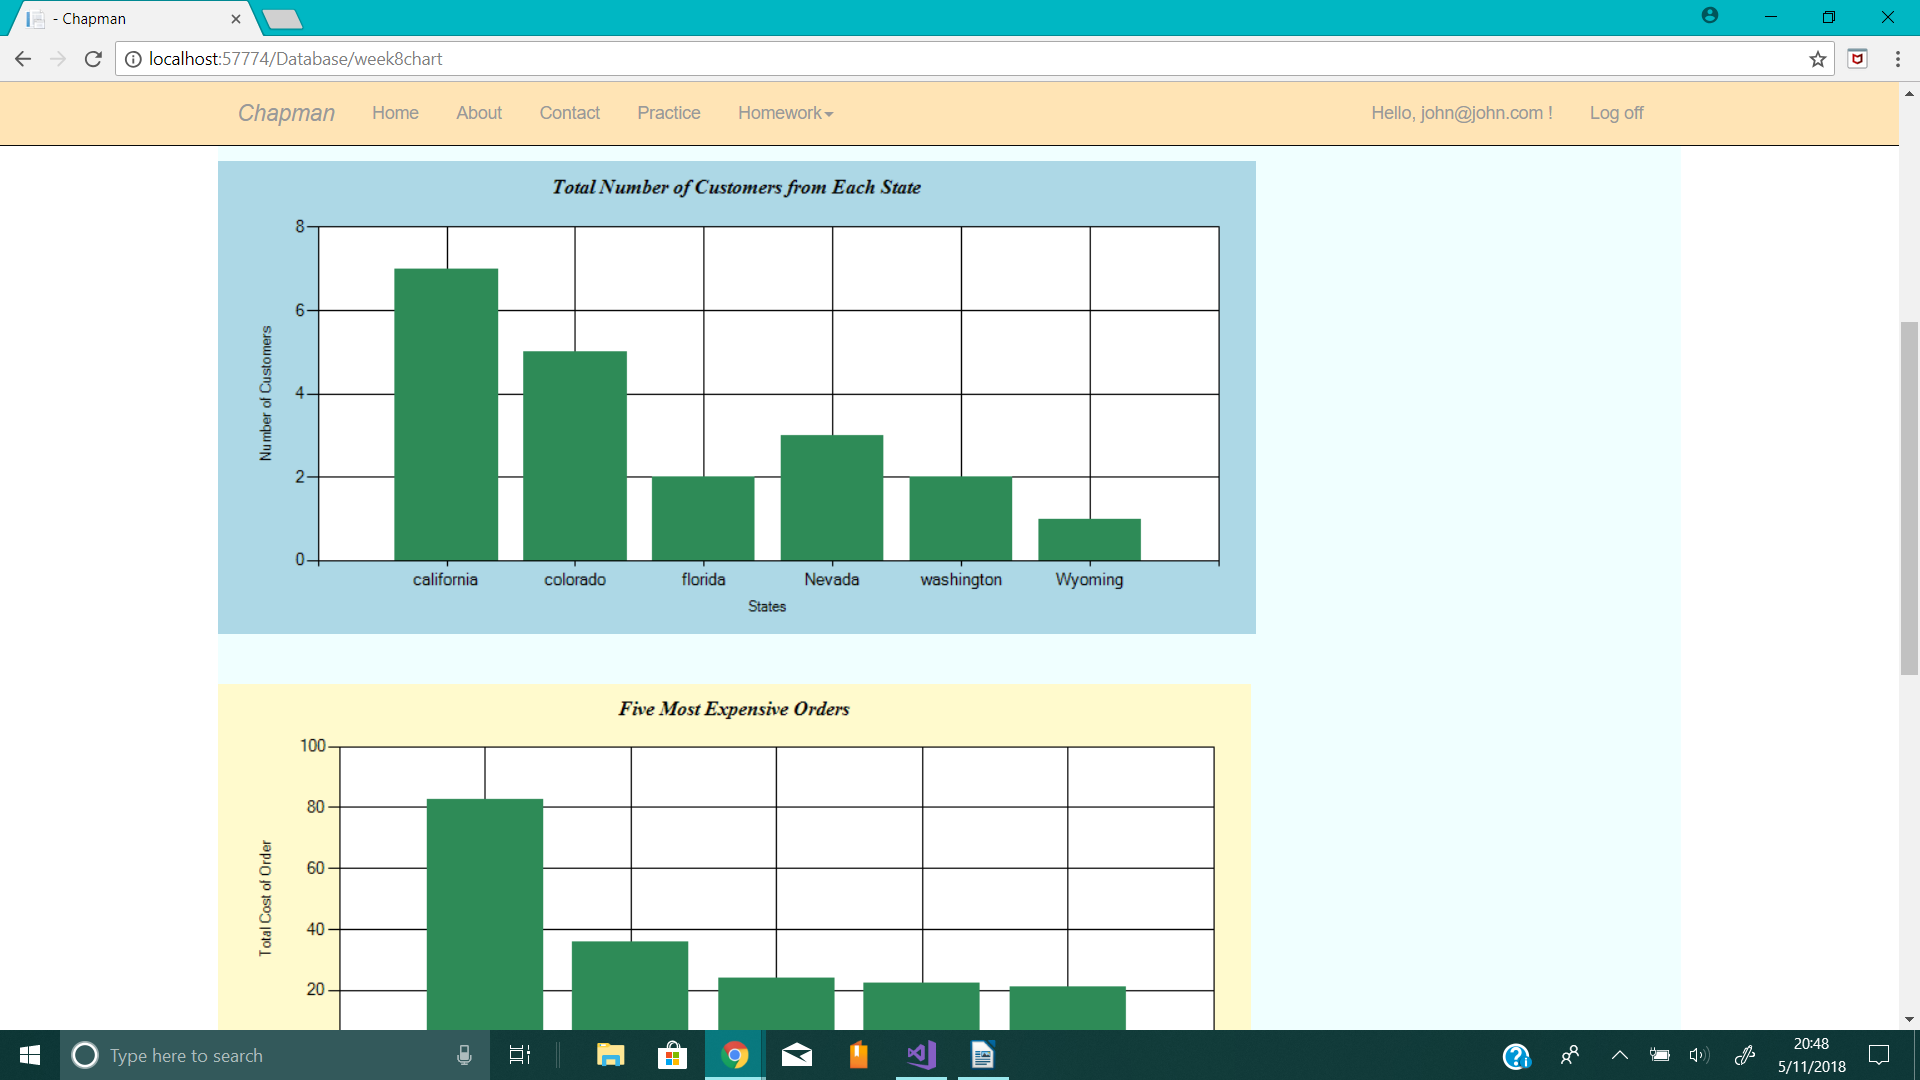 - Chapman
localhost:57774/Database/week8chart
Chapman Home About Contact Practice Homework Hello, john@john.com ! Log off
Total Number of Customers from Each State
8
6
4
2
0
Number of Customers
california colorado florida Nevada washington Wyoming
States
Five Most Expensive Orders
100
80
60
40
20
Total Cost of Order
Type here to search
20:48
5/11/2018